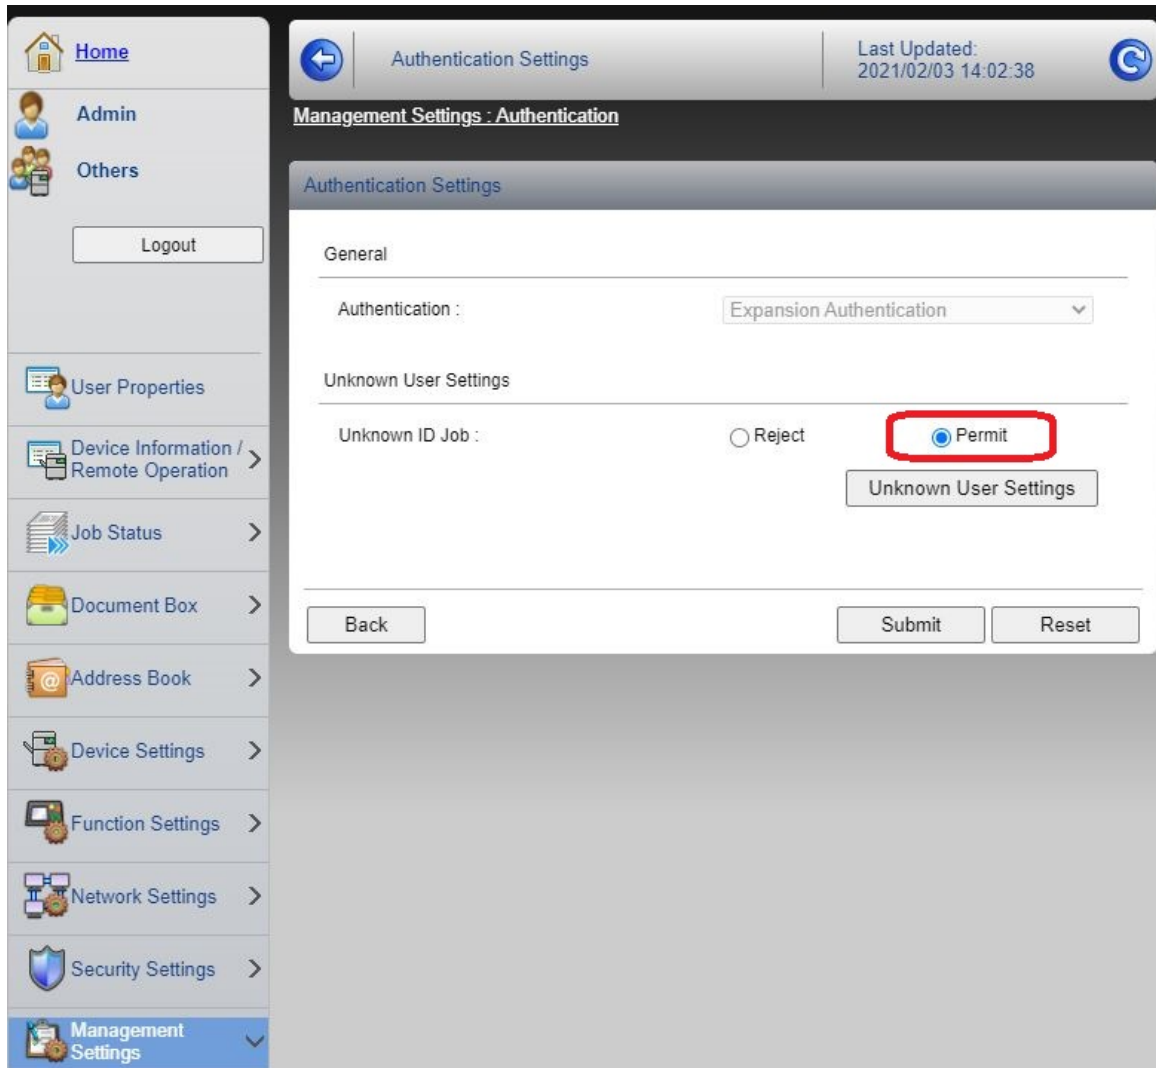 Home
Admin
Others
Logout
User Properties
Device Information /
Remote Operation
Job Status
Document Box
Address Book
Device Settings
Function Settings
Network Settings
Security Settings
Management
Settings
Authentication Settings
Last Updated:
2021/02/03 14:02:38
Management Settings : Authentication
Authentication Settings
General
Authentication : Expansion Authentication
Unknown User Settings
Unknown ID Job : Reject Permit
Unknown User Settings
Back Submit Reset